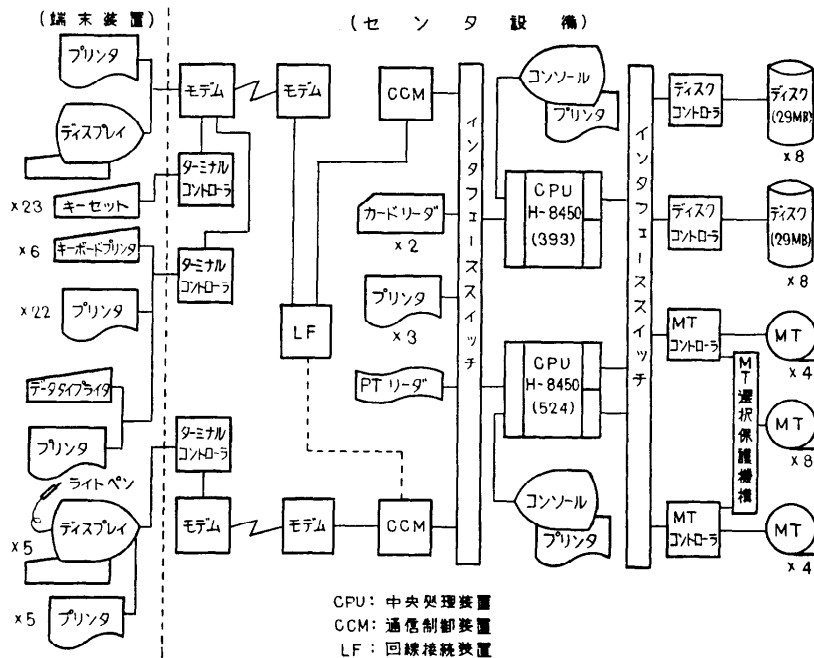 (端末装置)
(センタ設備)
プリンタ
ディスプレイ
×23 キーセット
×6 キーボードプリンタ
×22 プリンタ
データタイプライタ
プリンタ
ライトペン
ディスプレイ
×5
×5 プリンタ
モデム
モデム
ターミナル
コントローラ
ターミナル
コントローラ
ターミナル
コントローラ
モデム
モデム
LF
CCM
カードリーダ
×2
プリンタ
×3
PTリーダ
CCM
インタフェーススイッチ
コンソール
プリンタ
CPU
H-8450
(393)
CPU
H-8450
(524)
コンソール
プリンタ
インタフェーススイッチ
ディスク
コントローラ
ディスク
(29MB)
×8
ディスク
コントローラ
ディスク
(29MB)
×8
MT
コントローラ
MT
×4
MT選択保護機構
MT
×8
MT
コントローラ
MT
×4
CPU: 中央処理装置
CCM: 通信制御装置
LF: 回線接続装置